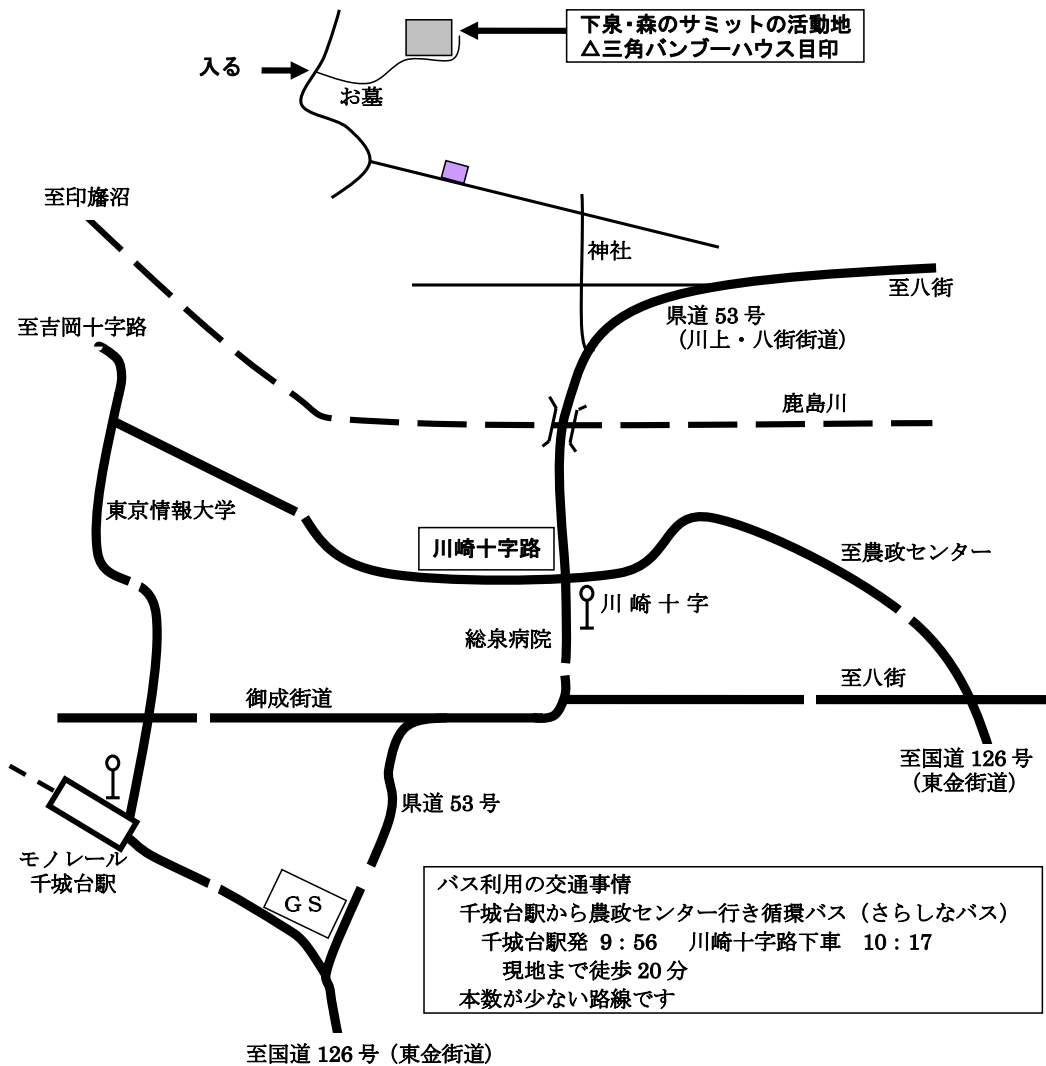 下泉・森のサミットの活動地
△三角バンブーハウス目印
入る
お墓
至印旛沼
神社
至八街
県道 53 号
（川上・八街街道）
至吉岡十字路
鹿島川
東京情報大学
川崎十字路
至農政センター
川 崎 十 字
総泉病院
至八街
御成街道
至国道 126 号
（東金街道）
県道 53 号
モノレール
千城台駅
ＧＳ
バス利用の交通事情
千城台駅から農政センター行き循環バス（さらしなバス）
千城台駅発 9：56 川崎十字路下車 10：17
現地まで徒歩 20 分
本数が少ない路線です
至国道 126 号（東金街道）